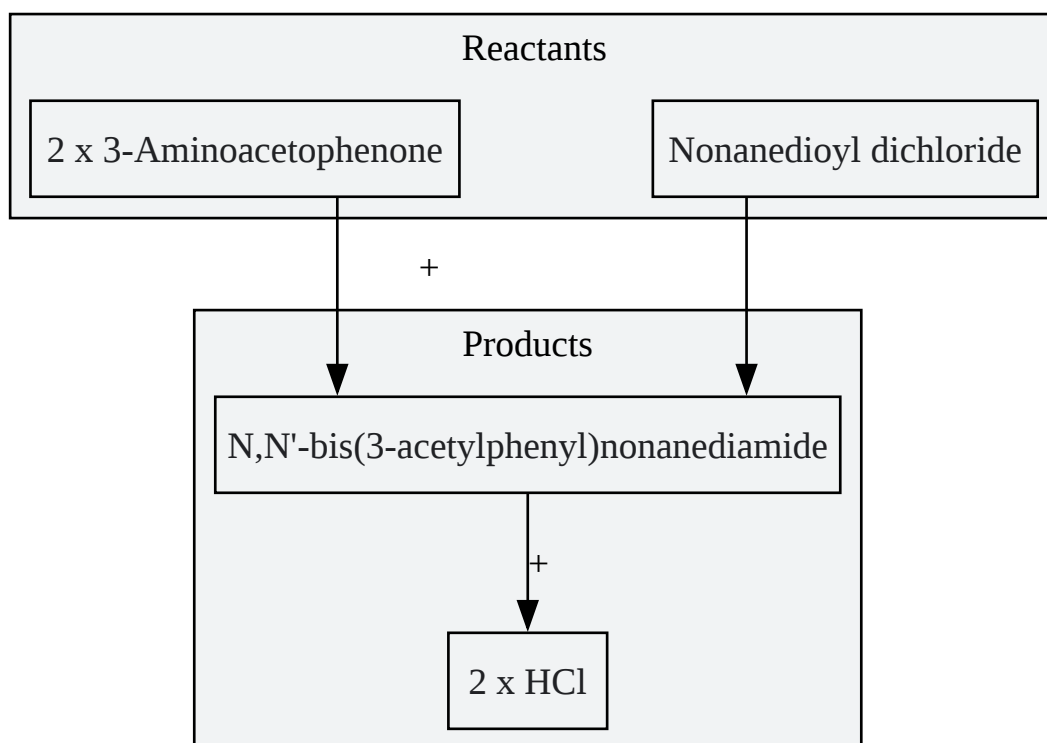 Reactants
2 x 3-Aminoacetophenone
Nonanedioyl dichloride
+
Products
N,N'-bis(3-acetylphenyl)nonanediamide
+
2 x HCl